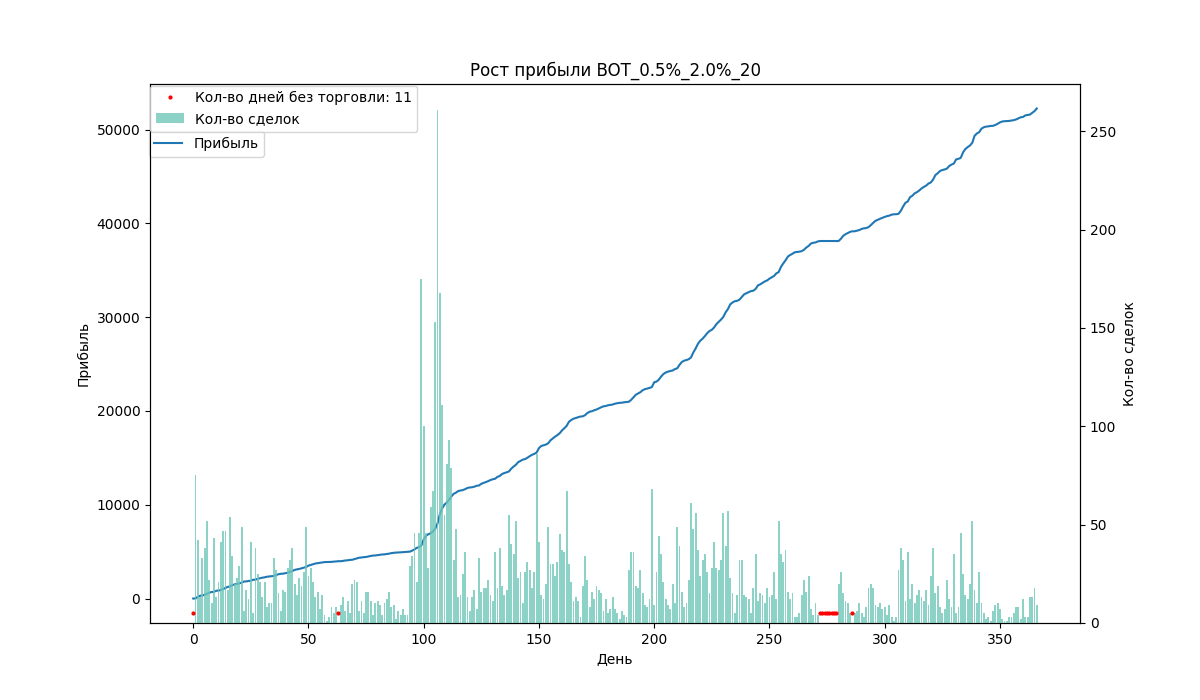 Рост прибыли BOT_0.5%_2.0%_20
Кол-во дней без торговли: 11
Кол-во сделок
Прибыль
50000
40000
30000
20000
10000
0
Прибыль
250
200
150
100
50
0
Кол-во сделок
0 50 100 150 200 250 300 350
День